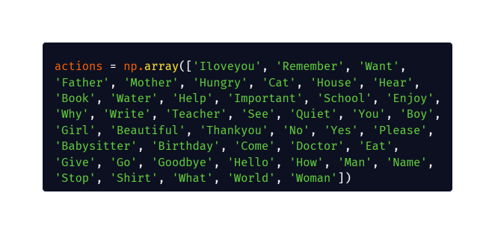 actions = np.array(['Iloveyou', 'Remember', 'Want',
'Father', 'Mother', 'Hungry', 'Cat', 'House', 'Hear',
'Book', 'Water', 'Help', 'Important', 'School', 'Enjoy',
'Why', 'Write', 'Teacher', 'See', 'Quiet', 'You', 'Boy',
'Girl', 'Beautiful', 'Thankyou', 'No', 'Yes', 'Please',
'Babysitter', 'Birthday', 'Come', 'Doctor', 'Eat',
'Give', 'Go', 'Goodbye', 'Hello', 'How', 'Man', 'Name',
'Stop', 'Shirt', 'What', 'World', 'Woman'])